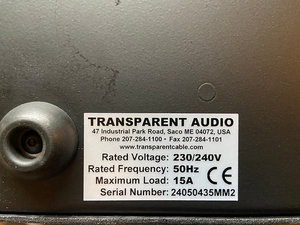 TRANSPARENT AUDIO
47 Industrial Park Road, Saco ME 04072, USA
Phone 207-284-1100 • Fax 207-284-1101
www.transparentcable.com
Rated Voltage: 230/240V
Rated Frequency: 50Hz
Maximum Load: 15A
Serial Number: 24050435MM2
CE